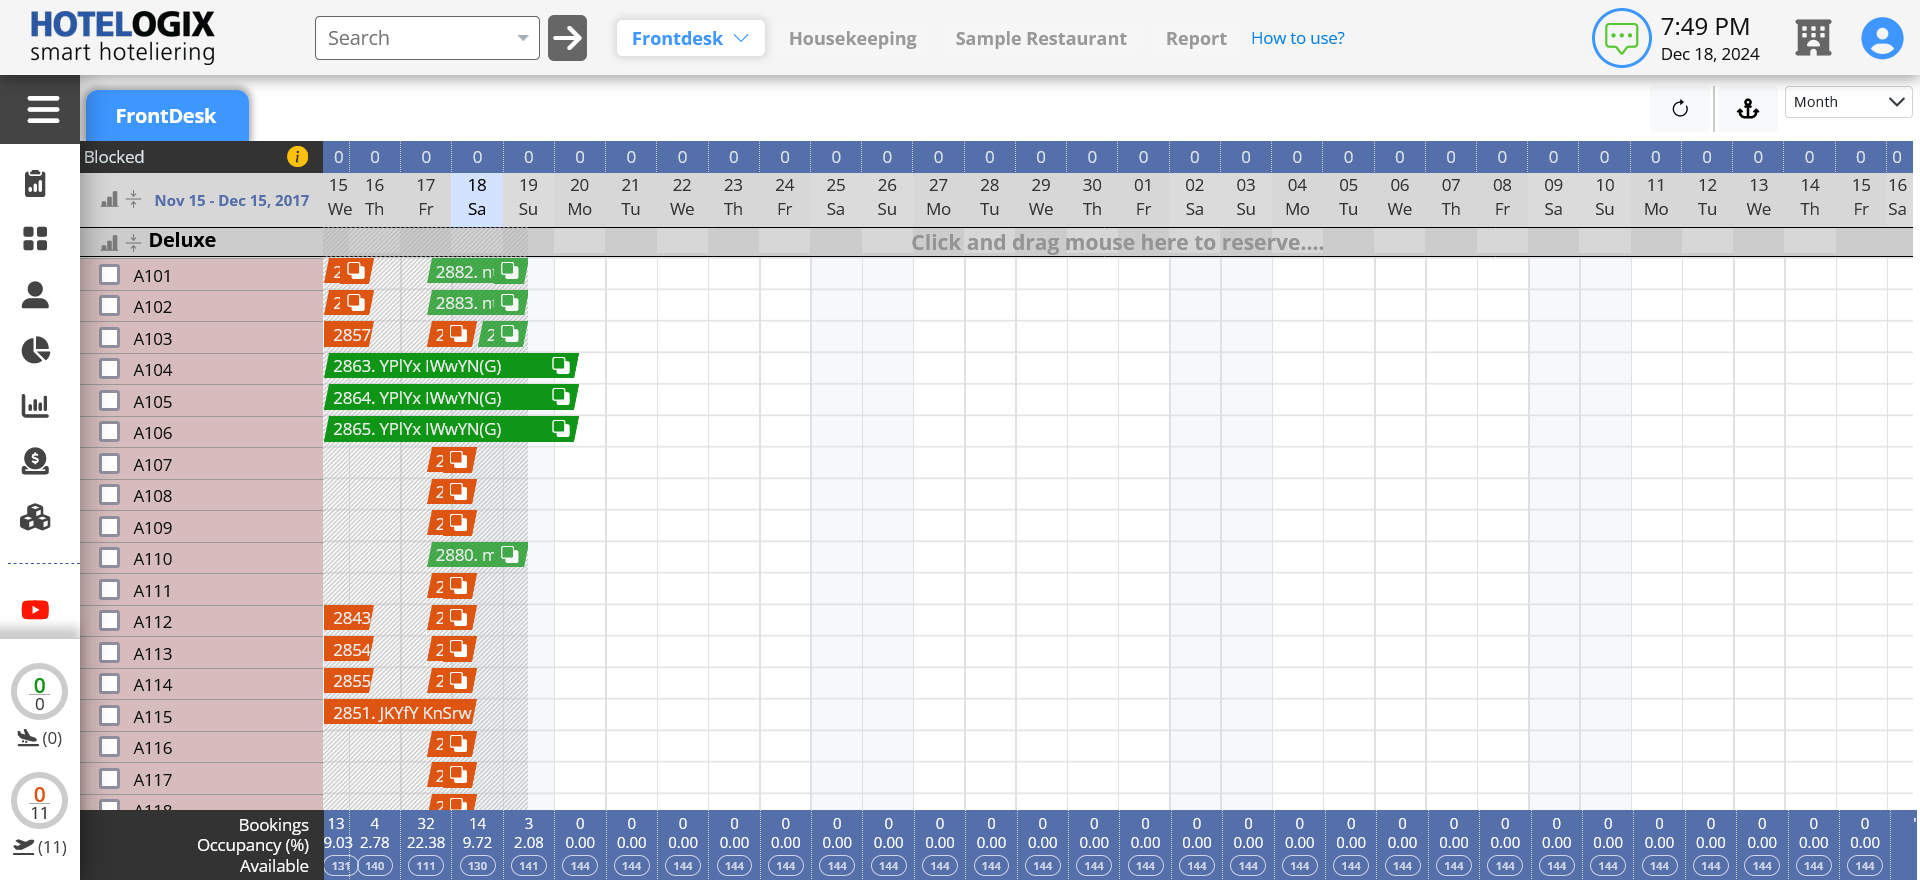 HOTELOGIX
smart hoteliering
Search
Frontdesk
Housekeeping
Sample Restaurant
Report
How to use?
7:49 PM
Dec 18, 2024
FrontDesk
Month
Blocked 0 0 0 0 0 0 0 0 0 0 0 0 0 0 0 0 0 0 0 0 0 0 0 0 0 0 0 0 0 0 0 0
15 16 17 18 19 20 21 22 23 24 25 26 27 28 29 30 01 02 03 04 05 06 07 08 09 10 11 12 13 14 15 16
Nov 15 - Dec 15, 2017
We Th Fr Sa Su Mo Tu We Th Fr Sa Su Mo Tu We Th Fr Sa Su Mo Tu We Th Fr Sa Su Mo Tu We Th Fr Sa
Deluxe
Click and drag mouse here to reserve....
A101 2 2882.
A102 2 2883.
A103 2857 2 2
A104 2863. YPlYx IWwYN(G)
A105 2864. YPlYx IWwYN(G)
A106 2865. YPlYx IWwYN(G)
A107 2
A108 2
A109 2
A110 2880.
A111 2
A112 2843 2
A113 2854 2
A114 2855 2
A115 2851. JKYfY KnSrw
A116 2
A117 2
A118 2
Bookings 13 4 32 14 3 0 0 0 0 0 0 0 0 0 0 0 0 0 0 0 0 0 0 0 0 0 0 0 0 0 0
Occupancy (%) 9.03 2.78 22.38 9.72 2.08 0.00 0.00 0.00 0.00 0.00 0.00 0.00 0.00 0.00 0.00 0.00 0.00 0.00 0.00 0.00 0.00 0.00 0.00 0.00 0.00 0.00 0.00 0.00 0.00 0.00 0.00
Available 131 140 111 130 141 144 144 144 144 144 144 144 144 144 144 144 144 144 144 144 144 144 144 144 144 144 144 144 144 144 144
0
0
(0)
0
11
(11)